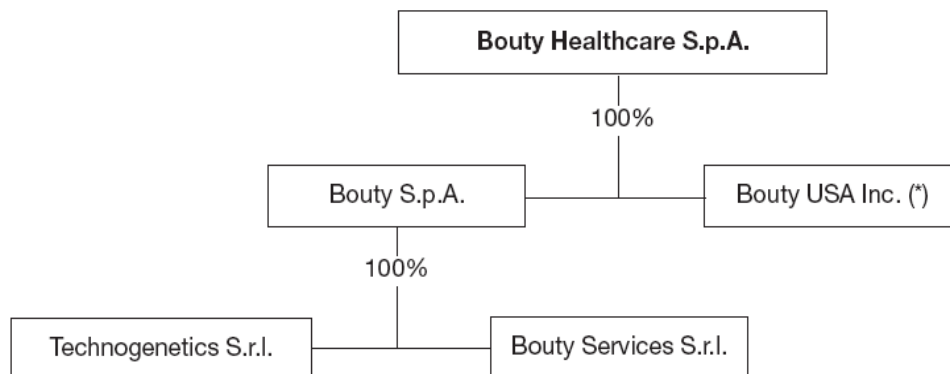 Bouty Healthcare S.p.A.
100%
Bouty S.p.A.
Bouty USA Inc. (*)
100%
Technogenetics S.r.l.
Bouty Services S.r.l.